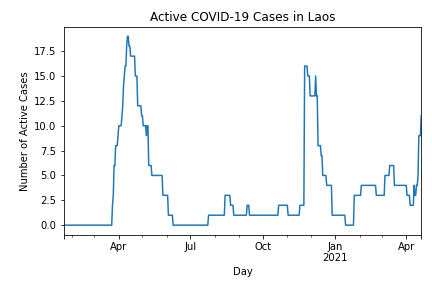 Active COVID-19 Cases in Laos
Number of Active Cases
17.5
15.0
12.5
10.0
7.5
5.0
2.5
0.0
Apr Jul Oct Jan Apr
2021
Day